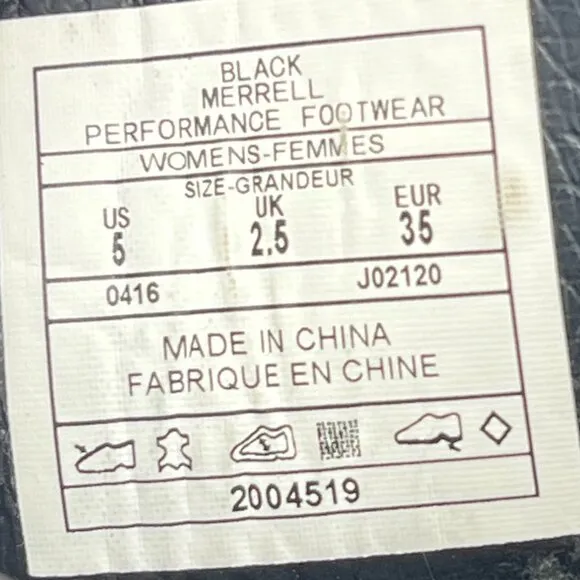 BLACK
MERRELL
PERFORMANCE FOOTWEAR
WOMENS-FEMMES
SIZE-GRANDEUR
US UK EUR
5 2.5 35
0416 J02120
MADE IN CHINA
FABRIQUE EN CHINE
2004519